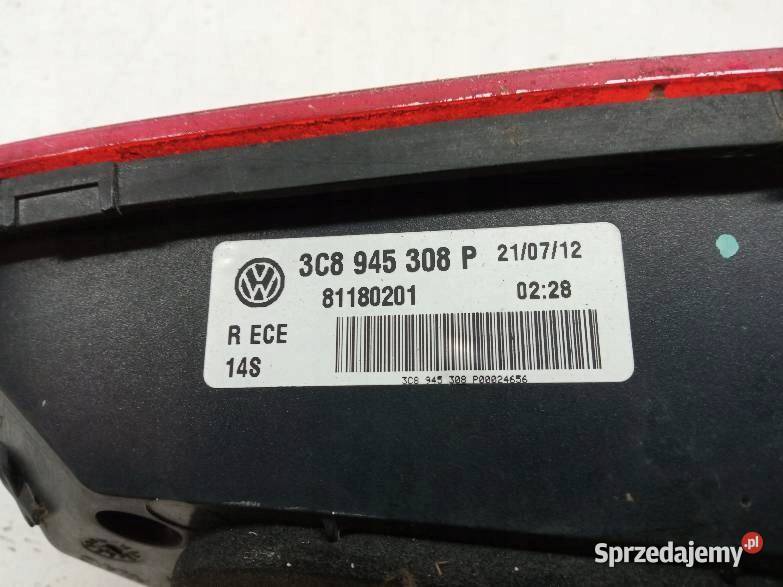 3C8 945 308 P 21/07/12
81180201 02:28
R ECE
14S
3C8 945 308 P00024656
Sprzedajemy.pl